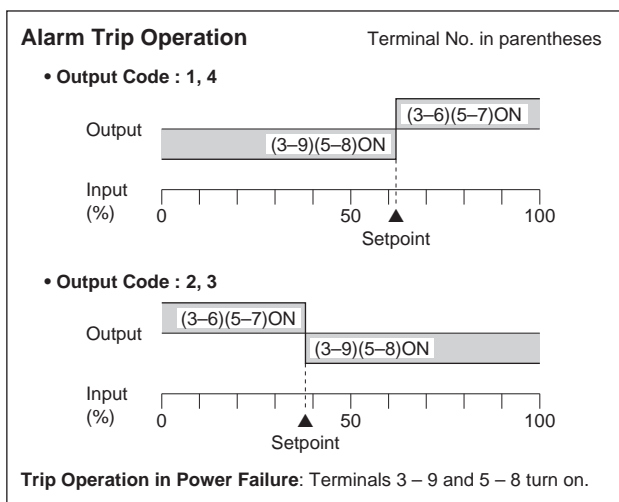 Alarm Trip Operation Terminal No. in parentheses
• Output Code : 1, 4
(3–6)(5–7)ON
Output
(3–9)(5–8)ON
Input
(%)
0 50 100
Setpoint
• Output Code : 2, 3
(3–6)(5–7)ON
Output
(3–9)(5–8)ON
Input
(%)
0 50 100
Setpoint
Trip Operation in Power Failure: Terminals 3 – 9 and 5 – 8 turn on.